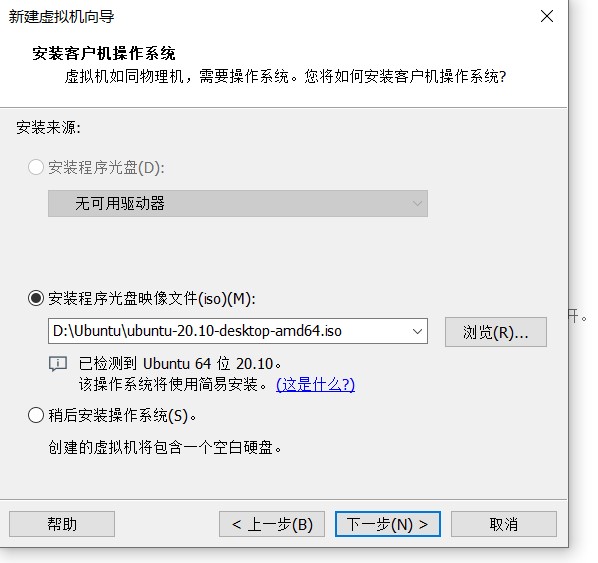 新建虚拟机向导
安装客户机操作系统
虚拟机如同物理机，需要操作系统。您将如何安装客户机操作系统?
安装来源:
安装程序光盘(D):
无可用驱动器
安装程序光盘映像文件(iso)(M):
开。
D:\Ubuntu\ubuntu-20.10-desktop-amd64.iso
浏览(R)...
已检测到 Ubuntu 64 位 20.10。
该操作系统将使用简易安装。(这是什么?)
稍后安装操作系统(S)。
创建的虚拟机将包含一个空白硬盘。
帮助
< 上一步(B)
下一步(N) >
取消